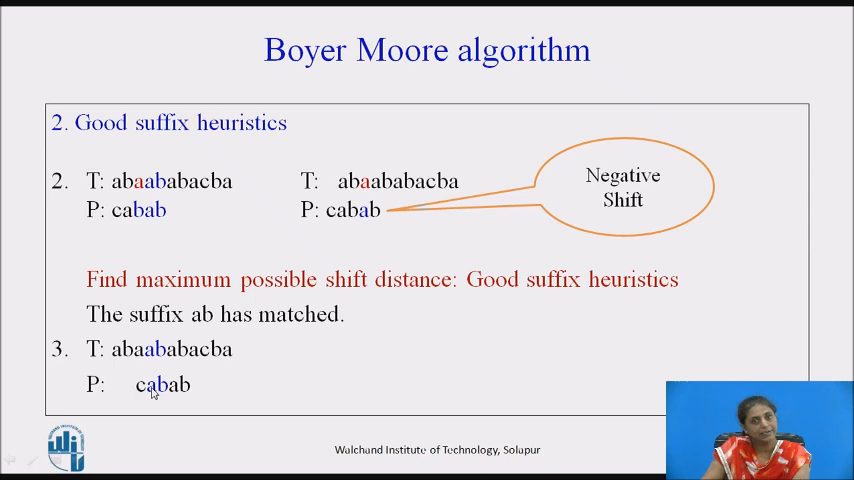 Boyer Moore algorithm
2. Good suffix heuristics
2. T: abaababacba T: abaababacba
P: cabab P: cabab
Negative
Shift
Find maximum possible shift distance: Good suffix heuristics
The suffix ab has matched.
3. T: abaababacba
P: cabab
Walchand Institute of Technology, Solapur